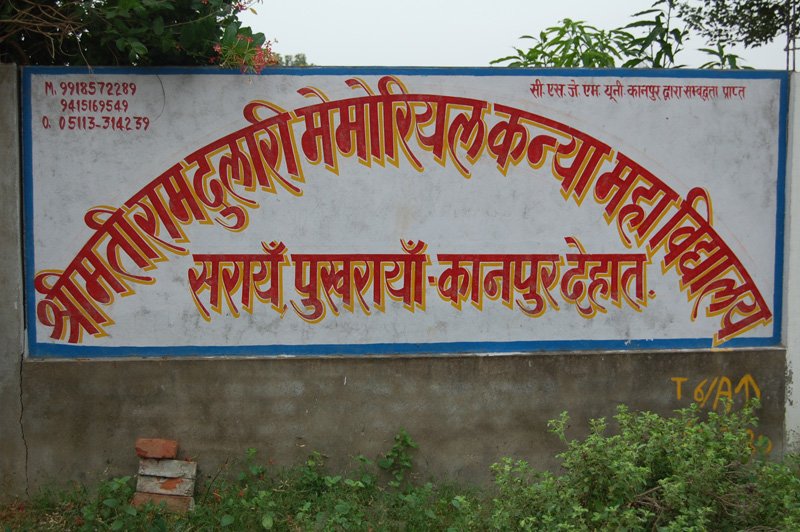 M. 9918572289
9415169549
O. 05113-314239
सी.एस.जे.एम. यूनी कानपुर द्वारा सम्बद्धता प्राप्त
श्रीमती राम दुलारी मेमोरियल कन्या महा विद्यालय
सरायँ पुखरायाँ-कानपुर देहात.
T 6/A↑